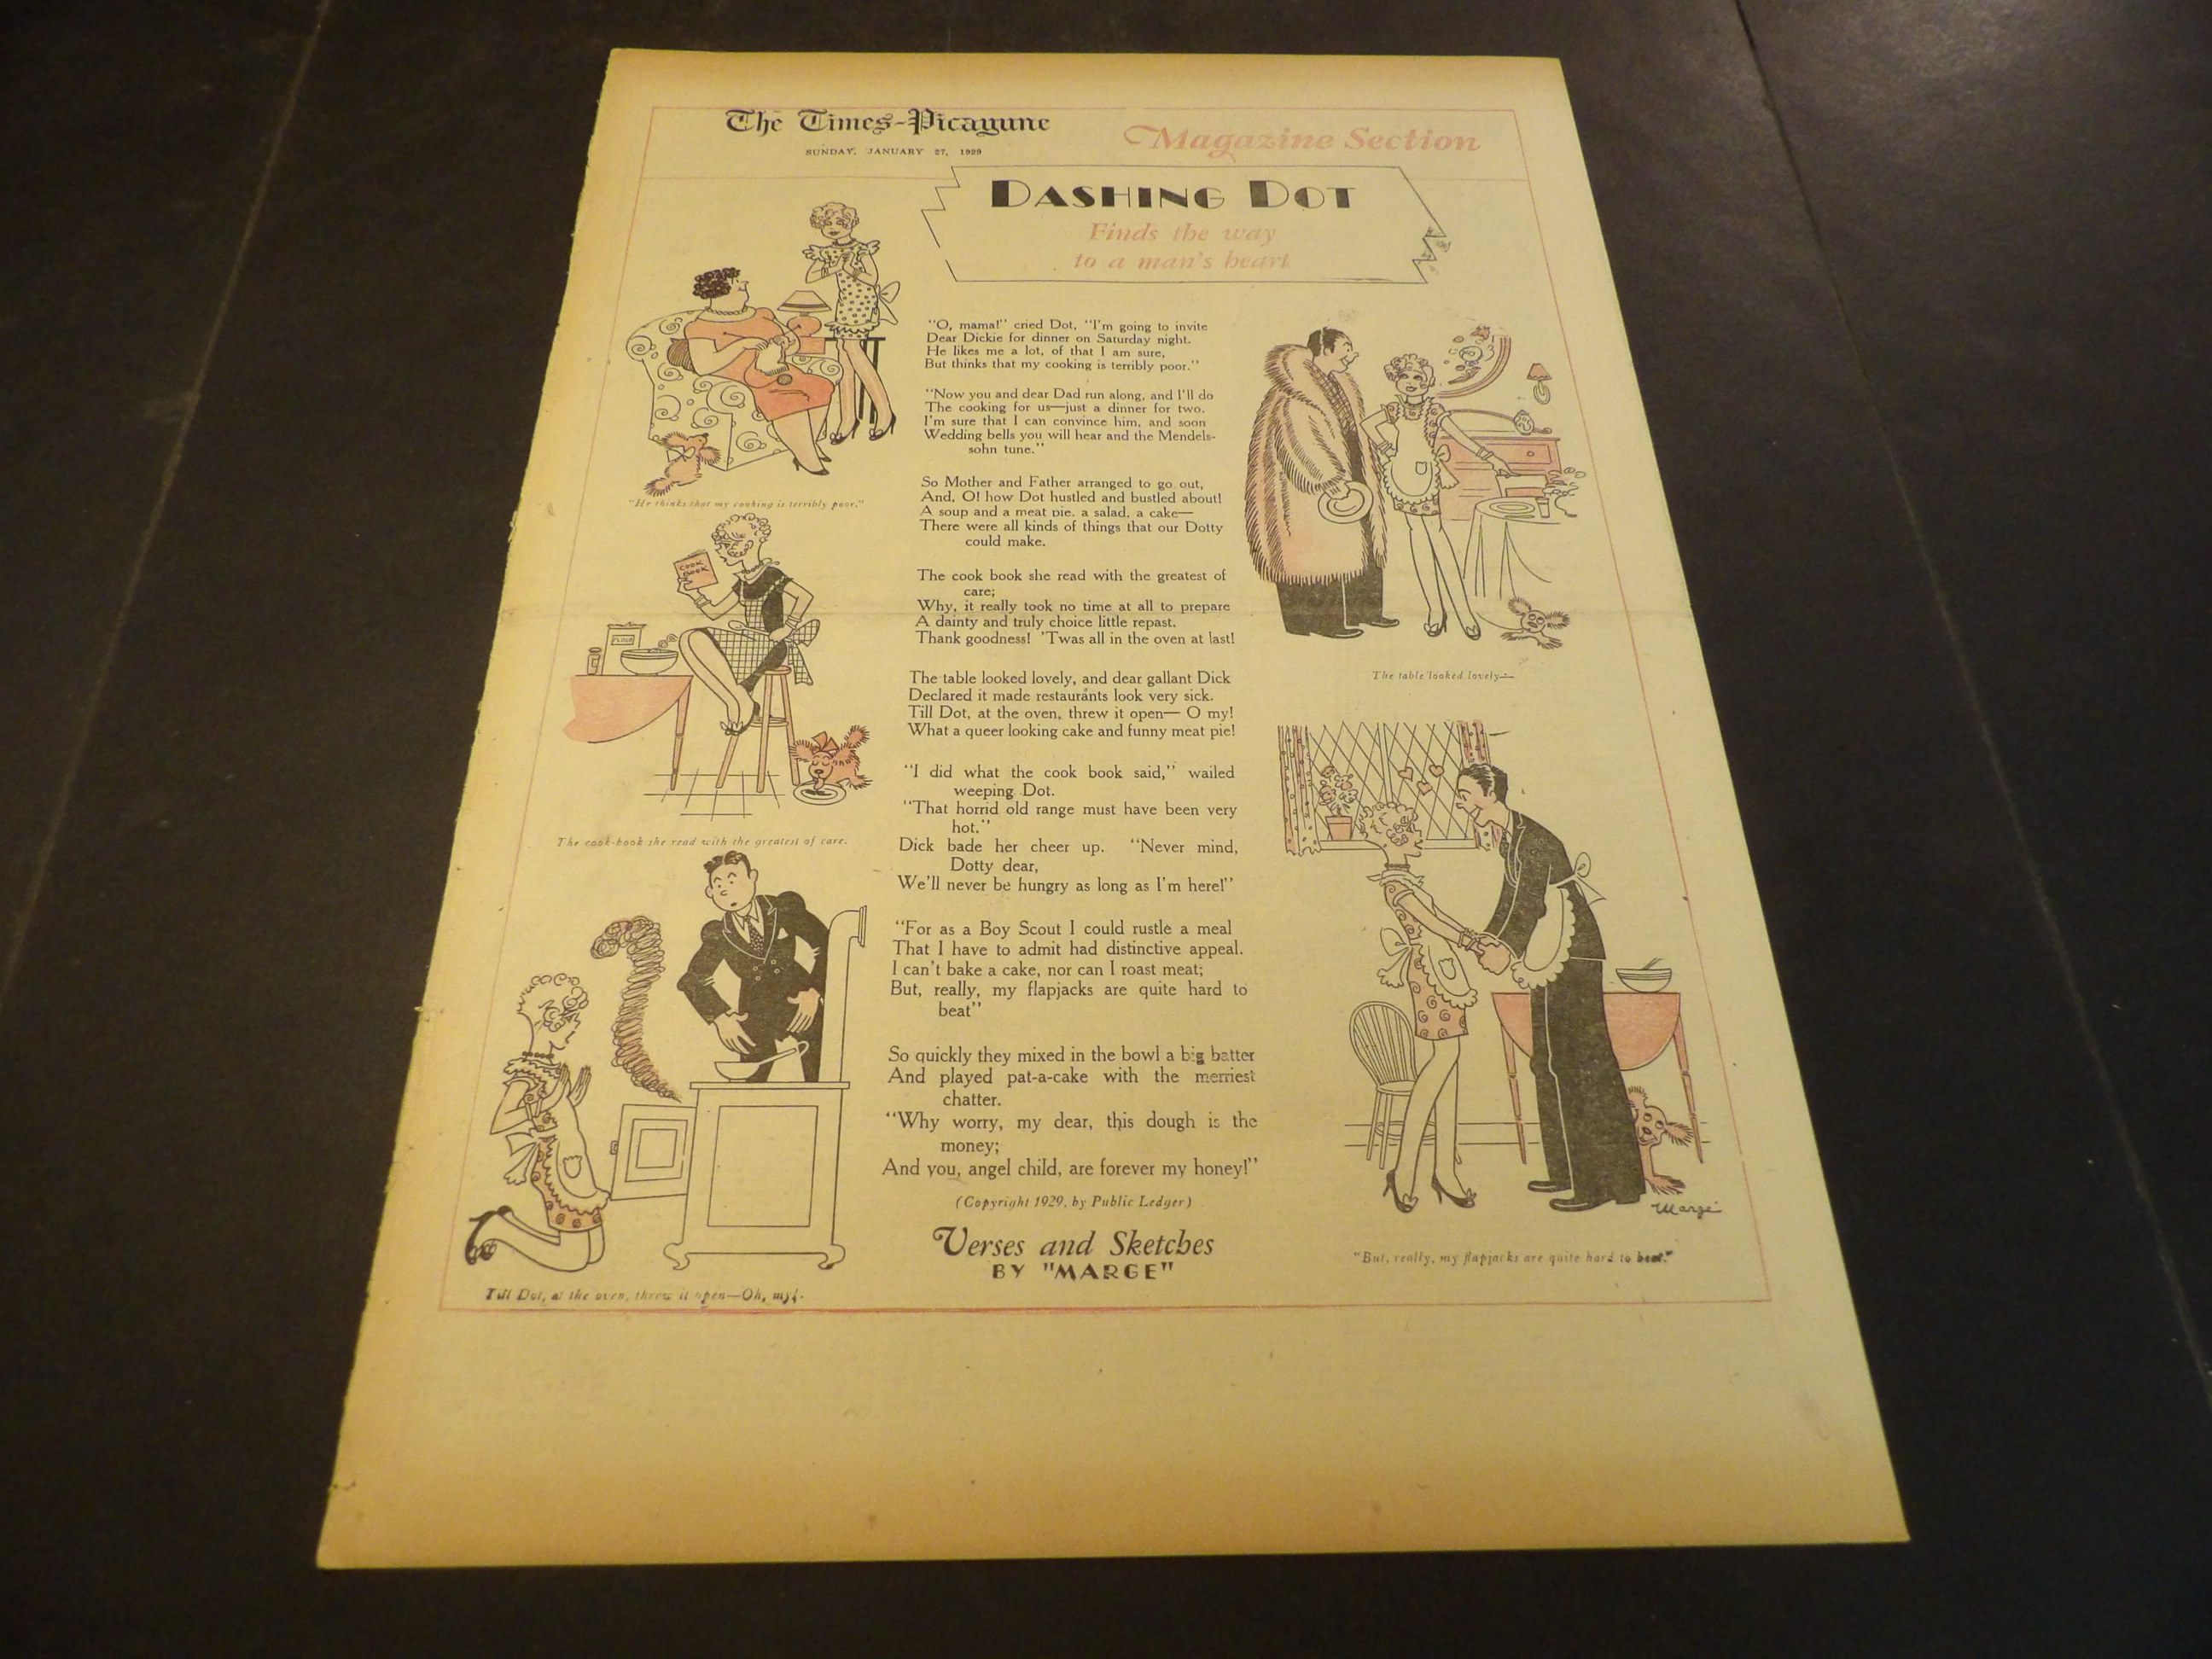 The Times-Picayune
SUNDAY, JANUARY 27, 1929
Magazine Section
DASHING DOT
Finds the way
to a man's heart
"O, mama!" cried Dot, "I'm going to invite
Dear Dickie for dinner on Saturday night.
He likes me a lot, of that I am sure,
But thinks that my cooking is terribly poor."
"Now you and dear Dad run along, and I'll do
The cooking for us—just a dinner for two.
I'm sure that I can convince him, and soon
Wedding bells you will hear and the Mendels-
sohn tune."
So Mother and Father arranged to go out,
And, O! how Dot hustled and bustled about!
A soup and a meat pie, a salad, a cake—
There were all kinds of things that our Dotty
could make.
The cook book she read with the greatest of
care;
Why, it really took no time at all to prepare
A dainty and truly choice little repast.
Thank goodness! 'Twas all in the oven at last!
The table looked lovely, and dear gallant Dick
Declared it made restaurants look very sick.
Till Dot, at the oven, threw it open— O my!
What a queer looking cake and funny meat pie!
"I did what the cook book said," wailed
weeping Dot.
"That horrid old range must have been very
hot."
Dick bade her cheer up. "Never mind,
Dotty dear,
We'll never be hungry as long as I'm here!"
"For as a Boy Scout I could rustle a meal
That I have to admit had distinctive appeal.
I can't bake a cake, nor can I roast meat;
But, really, my flapjacks are quite hard to
beat"
So quickly they mixed in the bowl a big batter
And played pat-a-cake with the merriest
chatter.
"Why worry, my dear, this dough is the
money;
And you, angel child, are forever my honey!"
(Copyright 1929, by Public Ledger)
Verses and Sketches
BY "MARGE"
"He thinks that my cooking is terribly poor."
COOK
BOOK
FLOUR
The cook-book she read with the greatest of care.
Till Dot, at the oven, threw it open—Oh, my!
The table looked lovely—
Marge
"But, really, my flapjacks are quite hard to beat."